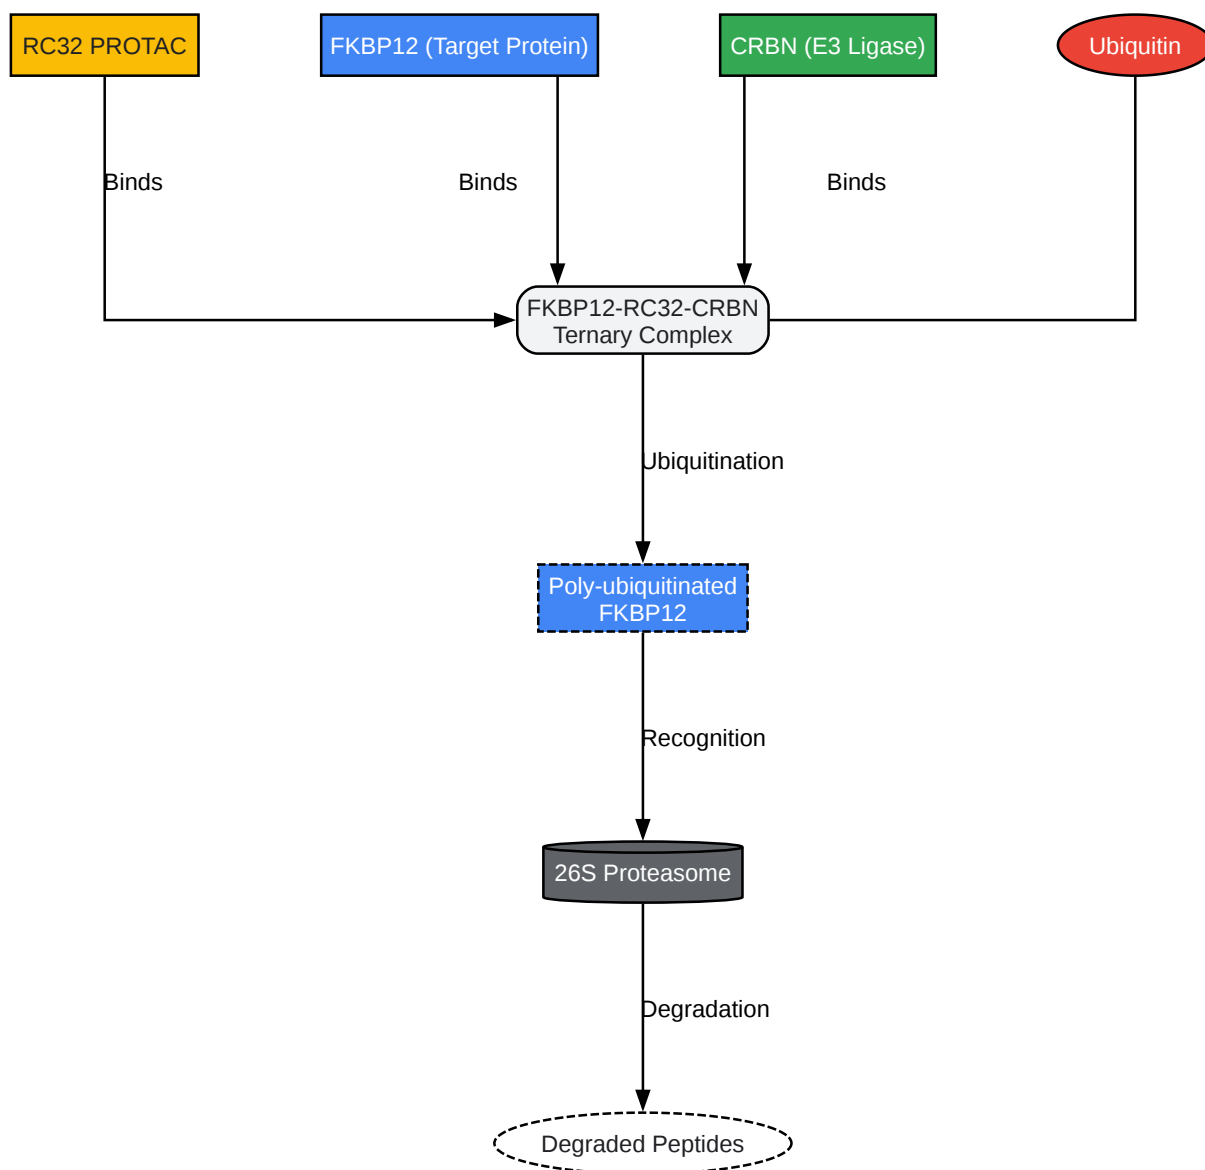 RC32 PROTAC
FKBP12 (Target Protein)
CRBN (E3 Ligase)
Ubiquitin
Binds
Binds
Binds
FKBP12-RC32-CRBN
Ternary Complex
Ubiquitination
Poly-ubiquitinated
FKBP12
Recognition
26S Proteasome
Degradation
Degraded Peptides